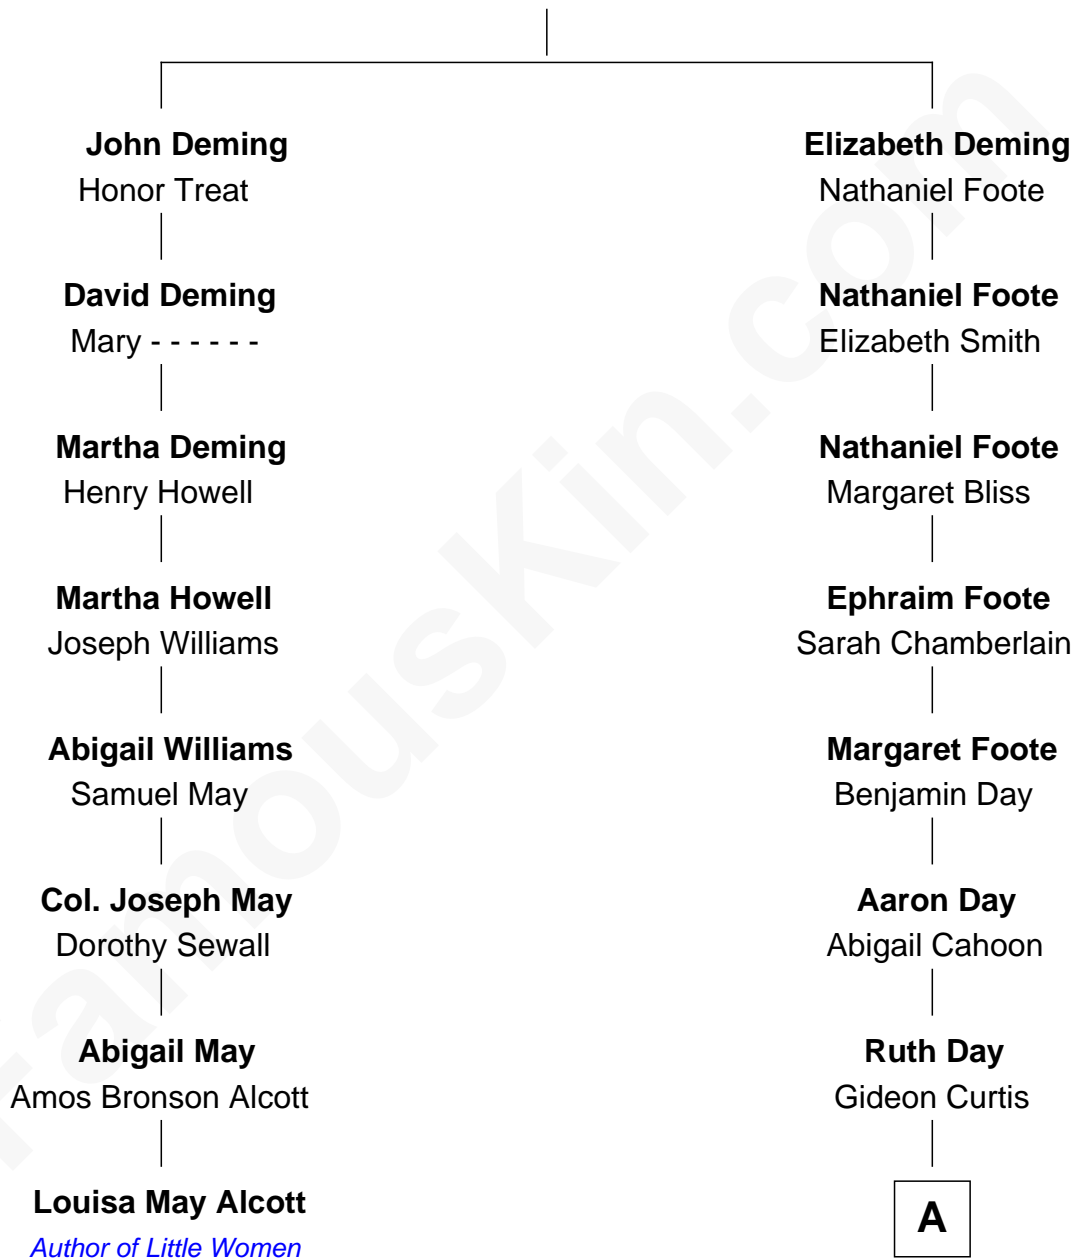 John Deming
Honor Treat
David Deming
Mary - - - - - -
Martha Deming
Henry Howell
Martha Howell
Joseph Williams
Abigail Williams
Samuel May
Col. Joseph May
Dorothy Sewall
Abigail May
Amos Bronson Alcott
Louisa May Alcott
Author of Little Women
Elizabeth Deming
Nathaniel Foote
Nathaniel Foote
Elizabeth Smith
Nathaniel Foote
Margaret Bliss
Ephraim Foote
Sarah Chamberlain
Margaret Foote
Benjamin Day
Aaron Day
Abigail Cahoon
Ruth Day
Gideon Curtis
A
FamousKin.com